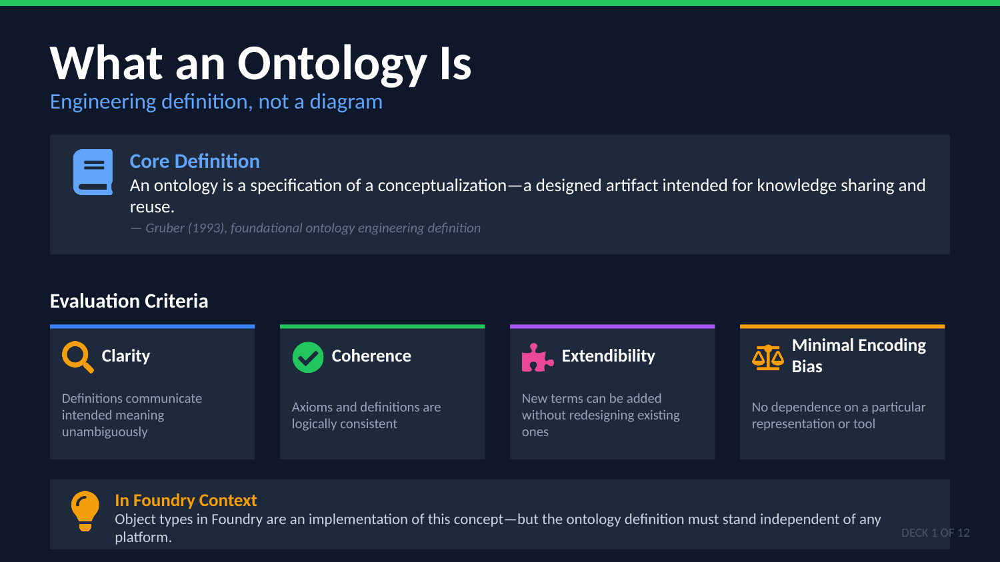 What an Ontology Is
Engineering definition, not a diagram
Core Definition
An ontology is a specification of a conceptualization—a designed artifact intended for knowledge sharing and
reuse.
— Gruber (1993), foundational ontology engineering definition
Evaluation Criteria
Clarity
Definitions communicate
intended meaning
unambiguously
Coherence
Axioms and definitions are
logically consistent
Extendibility
New terms can be added
without redesigning existing
ones
Minimal Encoding
Bias
No dependence on a particular
representation or tool
In Foundry Context
Object types in Foundry are an implementation of this concept—but the ontology definition must stand independent of any
platform.
DECK 1 OF 12